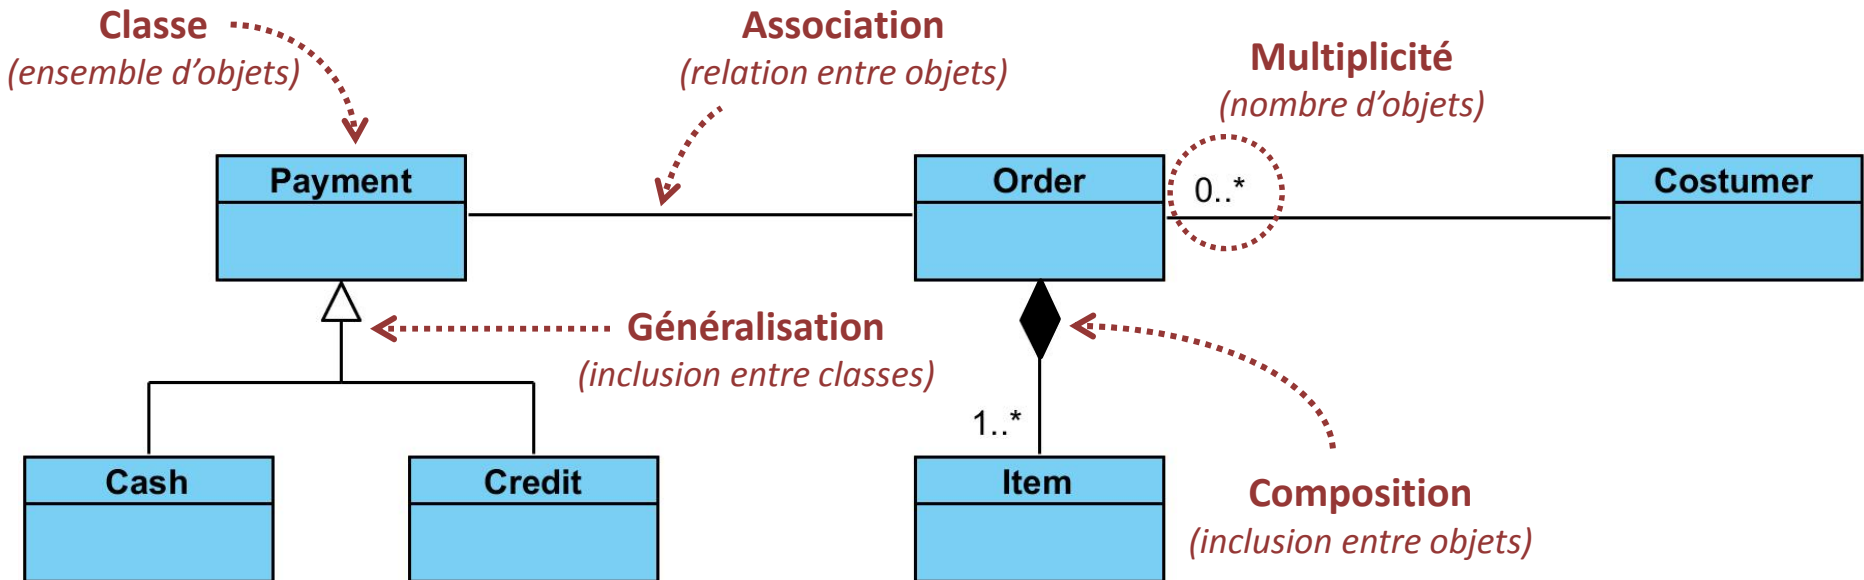 Classe
(ensemble d’objets)
Association
(relation entre objets)
Multiplicité
(nombre d’objets)
Payment
Order
0..*
Costumer
Généralisation
(inclusion entre classes)
1..*
Cash
Credit
Item
Composition
(inclusion entre objets)